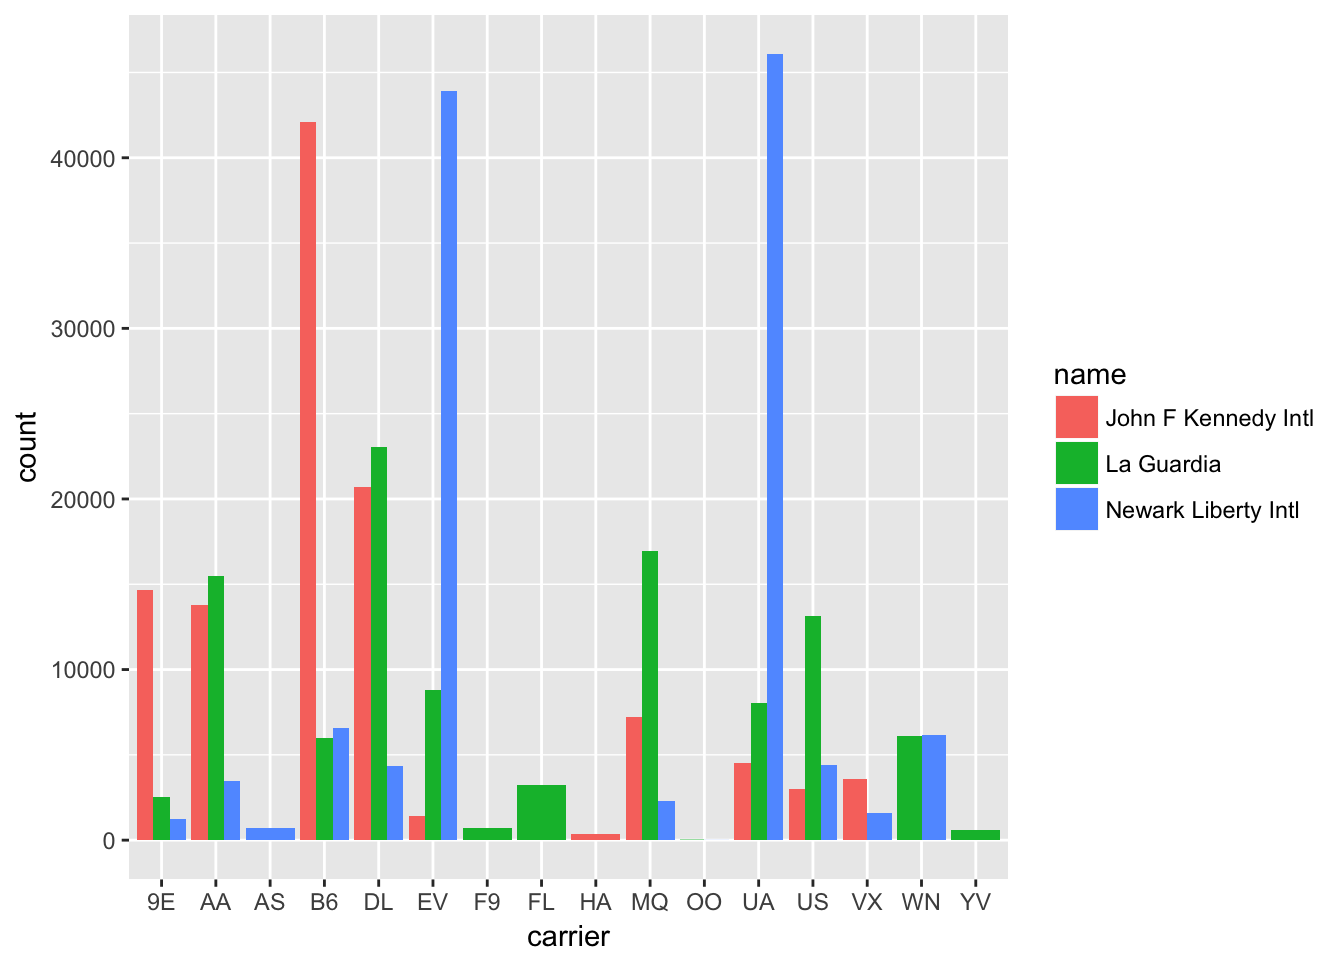 40000
30000
20000
10000
0
count
9E AA AS B6 DL EV F9 FL HA MQ OO UA US VX WN YV
carrier
name
John F Kennedy Intl
La Guardia
Newark Liberty Intl